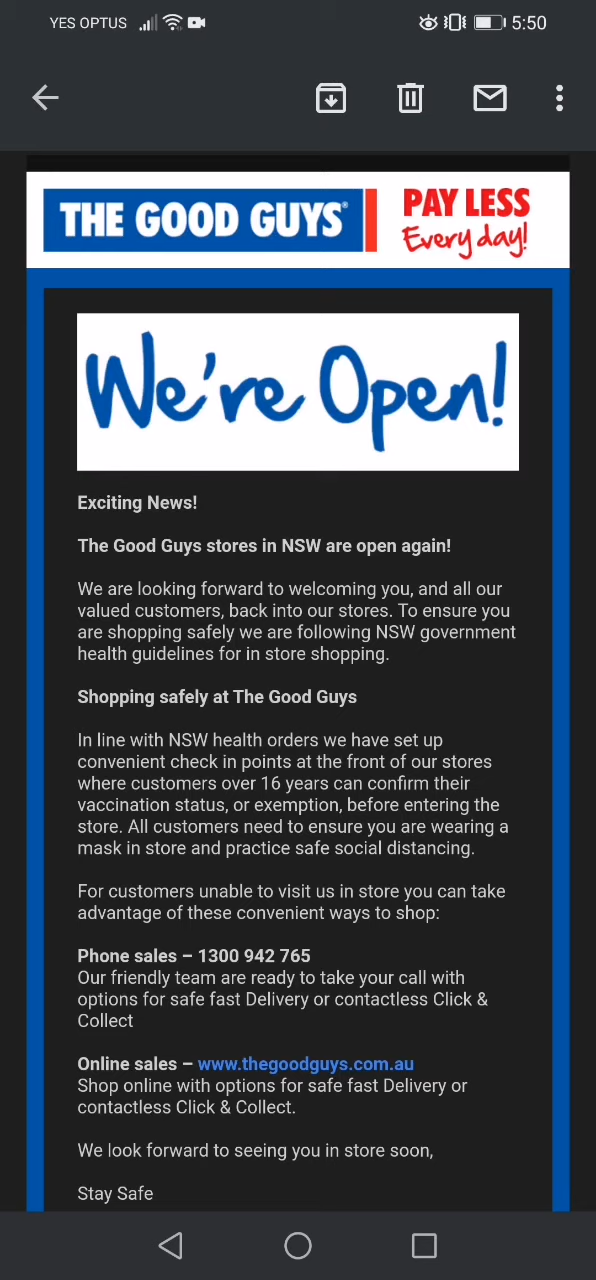 YES OPTUS
5:50
THE GOOD GUYS®
PAY LESS
Every day!
We're Open!
Exciting News!
The Good Guys stores in NSW are open again!
We are looking forward to welcoming you, and all our
valued customers, back into our stores. To ensure you
are shopping safely we are following NSW government
health guidelines for in store shopping.
Shopping safely at The Good Guys
In line with NSW health orders we have set up
convenient check in points at the front of our stores
where customers over 16 years can confirm their
vaccination status, or exemption, before entering the
store. All customers need to ensure you are wearing a
mask in store and practice safe social distancing.
For customers unable to visit us in store you can take
advantage of these convenient ways to shop:
Phone sales – 1300 942 765
Our friendly team are ready to take your call with
options for safe fast Delivery or contactless Click &
Collect
Online sales – www.thegoodguys.com.au
Shop online with options for safe fast Delivery or
contactless Click & Collect.
We look forward to seeing you in store soon,
Stay Safe